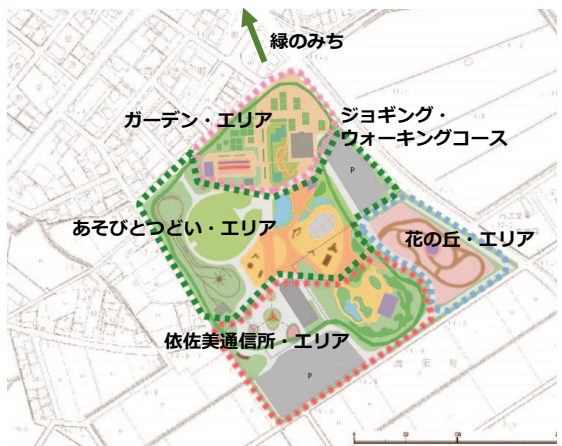 緑のみち
ガーデン・エリア
ジョギング・
ウォーキングコース
P
あそびとつどい・エリア
花の丘・エリア
依佐美通信所・エリア
P